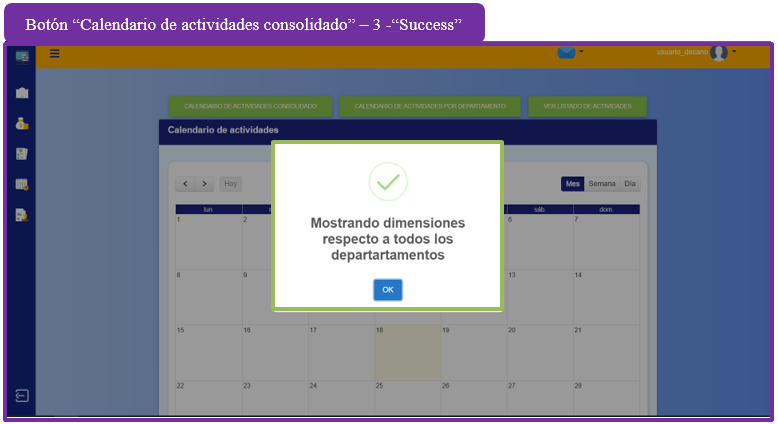 Botón “Calendario de actividades consolidado” – 3 -“Success”
usuario_decano
CALENDARIO DE ACTIVIDADES CONSOLIDADO
CALENDARIO DE ACTIVIDADES POR DEPARTAMENTO
VER LISTADO DE ACTIVIDADES
Calendario de actividades
Hoy
Mes Semana Día
Mostrando dimensiones
respecto a todos los
departartamentos
OK
lun sáb dom
1 2 6 7
8 9 13 14
15 16 17 18 19 20 21
22 23 24 25 26 27 28